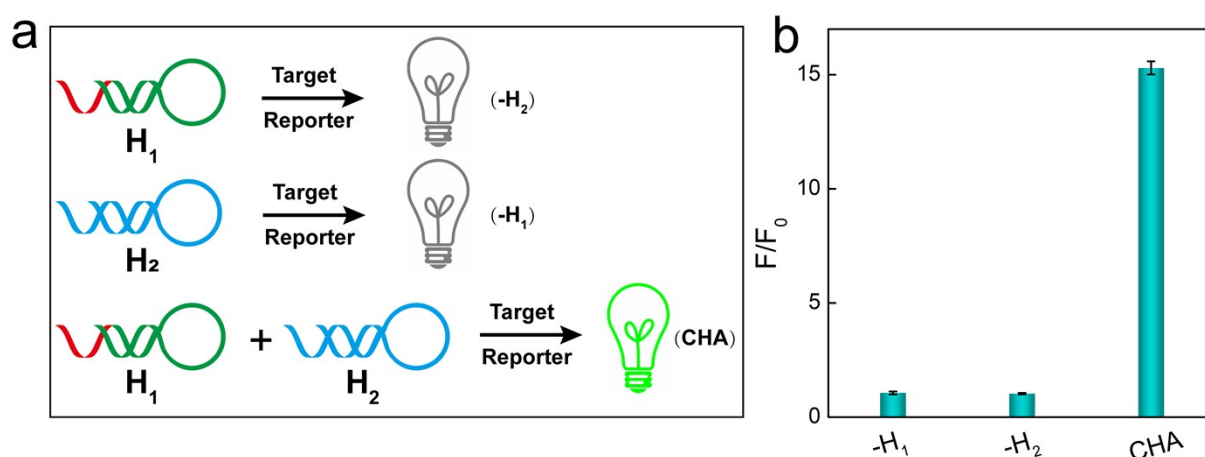 a
Target
Reporter
(-H₂)
H₁
Target
Reporter
(-H₁)
H₂
+
Target
Reporter
(CHA)
H₁
H₂
b
F/F₀
15
10
5
0
-H₁
-H₂
CHA